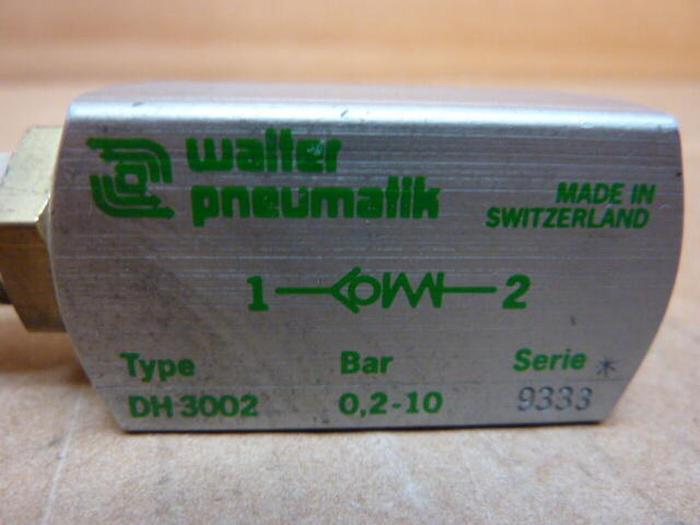 walter
pneumatik
MADE IN
SWITZERLAND
1 2
Type Bar Serie *
DH 3002 0,2-10 9333